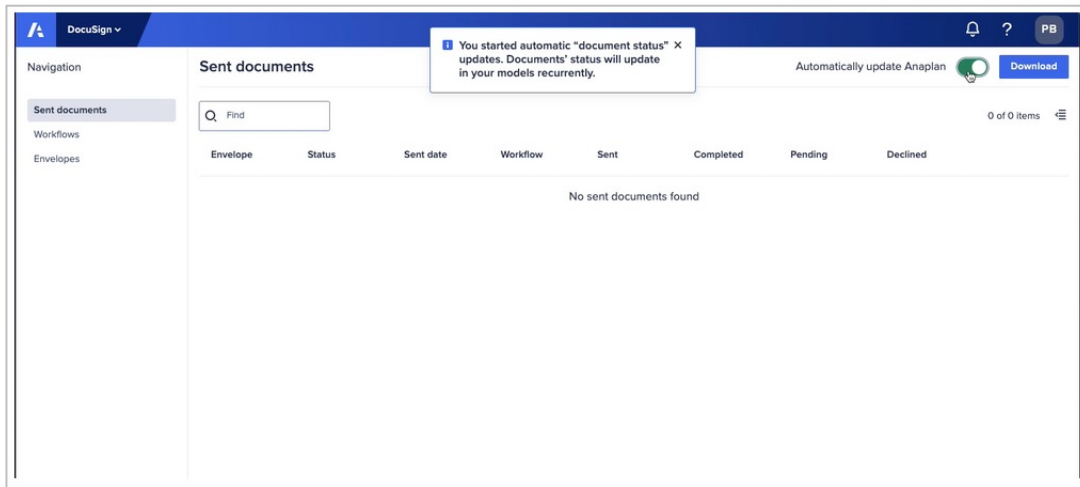 DocuSign
?
PB
You started automatic “document status”
updates. Documents’ status will update
in your models recurrently.
Navigation
Sent documents
Automatically update Anaplan
Download
Sent documents
Workflows
Envelopes
Find
0 of 0 items
Envelope Status Sent date Workflow Sent Completed Pending Declined
No sent documents found